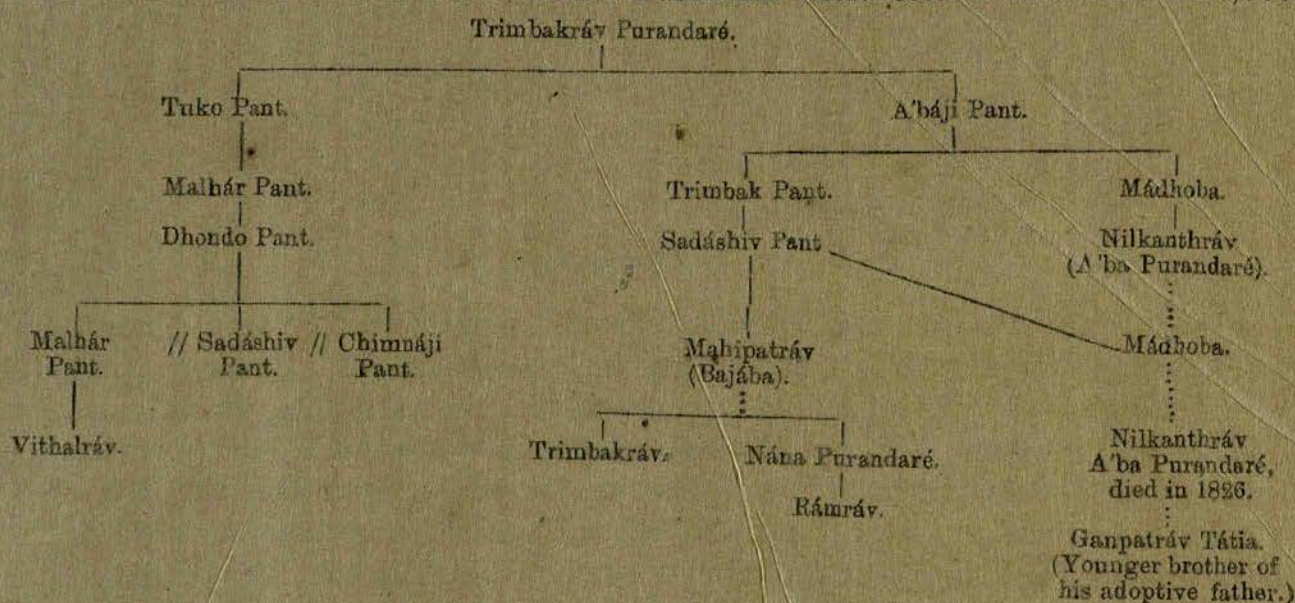 Trimbakráv Purandaré.
Tuko Pant. A'báji Pant.
Malhár Pant. Trimbak Pant. Mádhoba.
Dhondo Pant. Sadáshiv Pant Nilkanthráv
(A'ba Purandaré).
Malhár // Sadáshiv // Chimnáji Mahipatráv Mádhoba.
Pant. Pant. Pant. (Bajába).
Vithalráv. Trimbakráv. Nána Purandaré. Nilkanthráv
A'ba Purandaré,
died in 1826.
Rámráv.
Ganpatráv Tátia.
(Younger brother of
his adoptive father.)